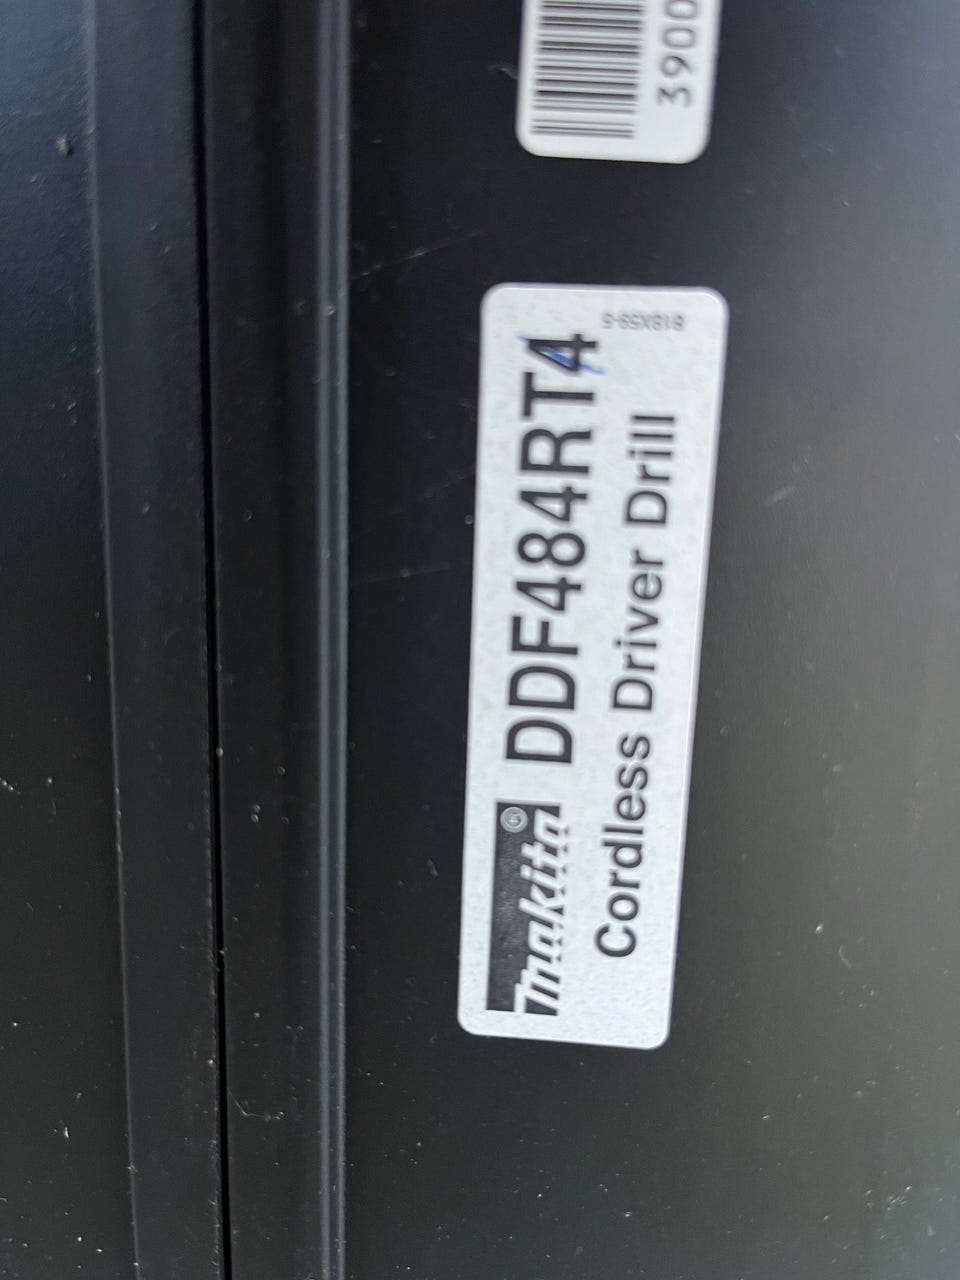 3900
makita® DDF484RT4
Cordless Driver Drill
818X59-5